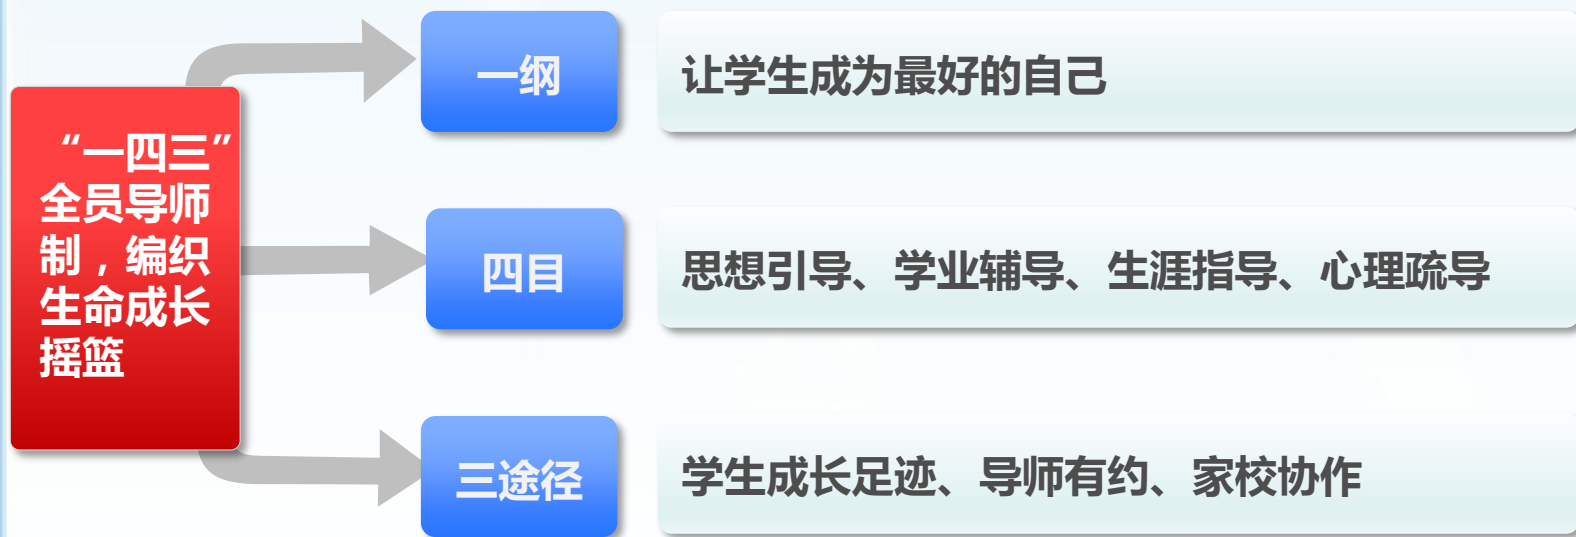 “一四三”
全员导师
制，编织
生命成长
摇篮
一纲
让学生成为最好的自己
四目
思想引导、学业辅导、生涯指导、心理疏导
三途径
学生成长足迹、导师有约、家校协作